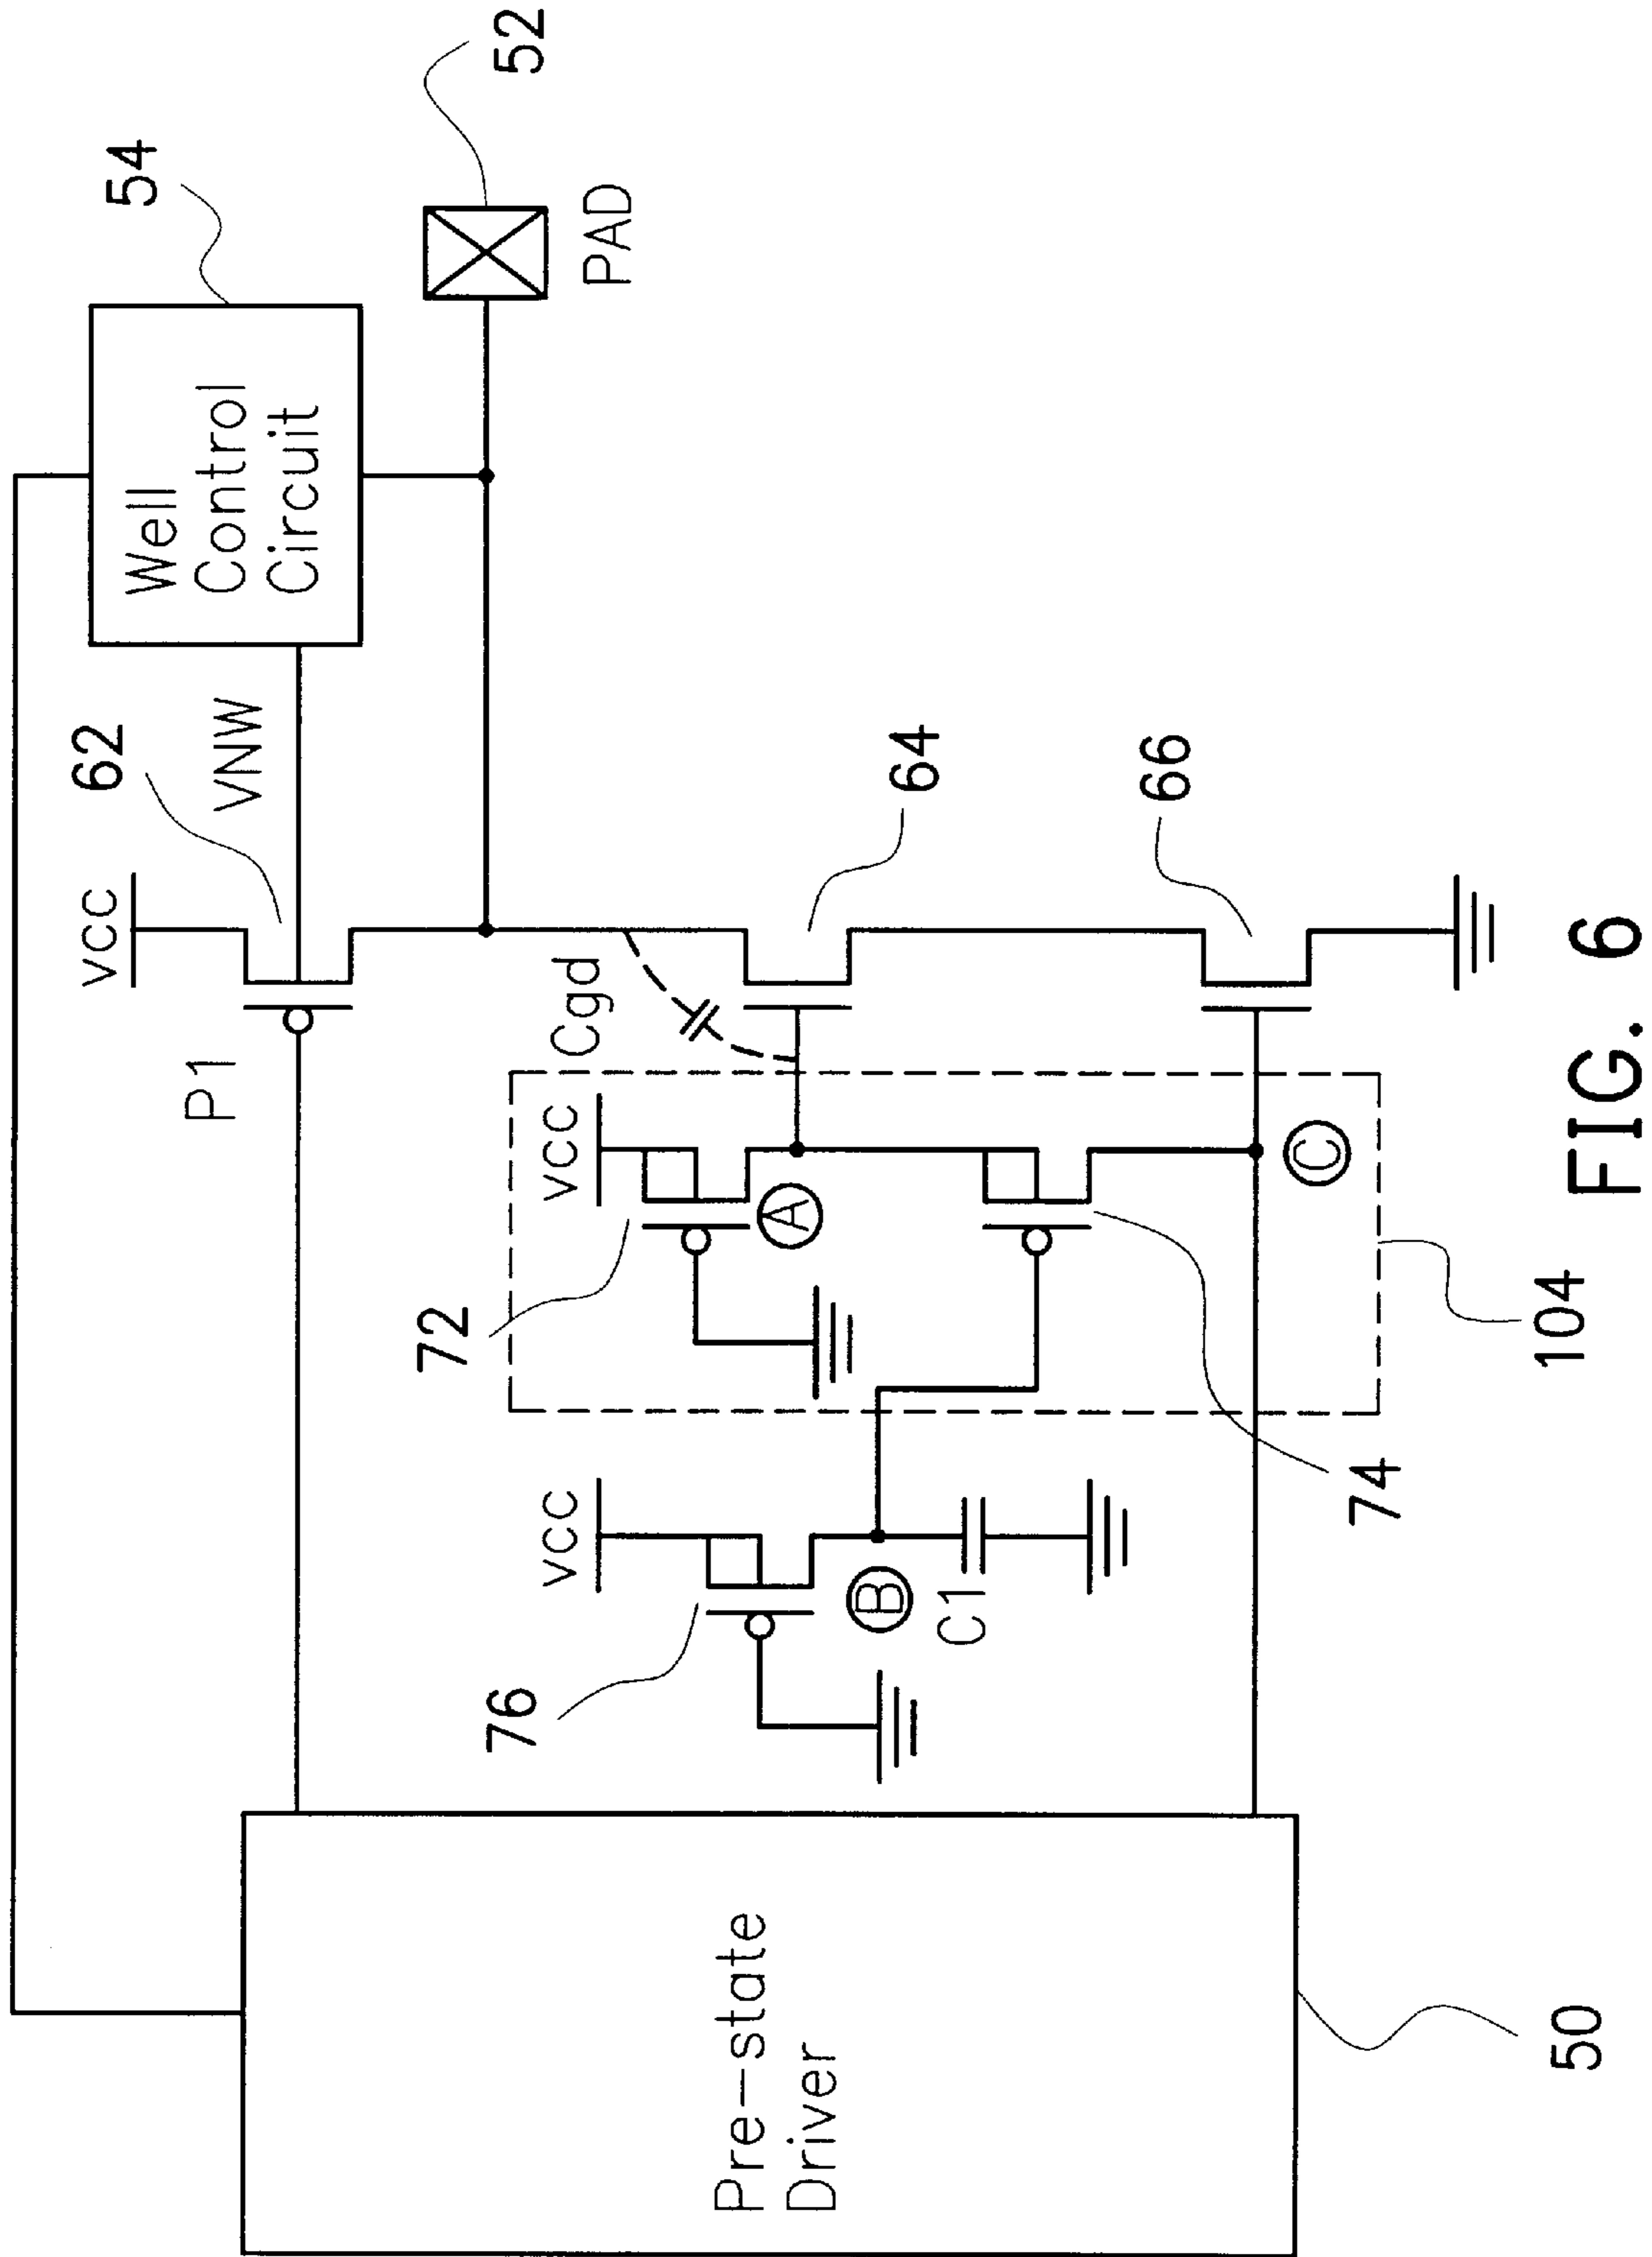 54
Well
Control
Circuit
52
PAD
62
VNW
vcc
P1
Cgd
64
66
vcc
72
A
C
104
74
vcc
76
B
C1
Pre-state
Driver
50
FIG. 6